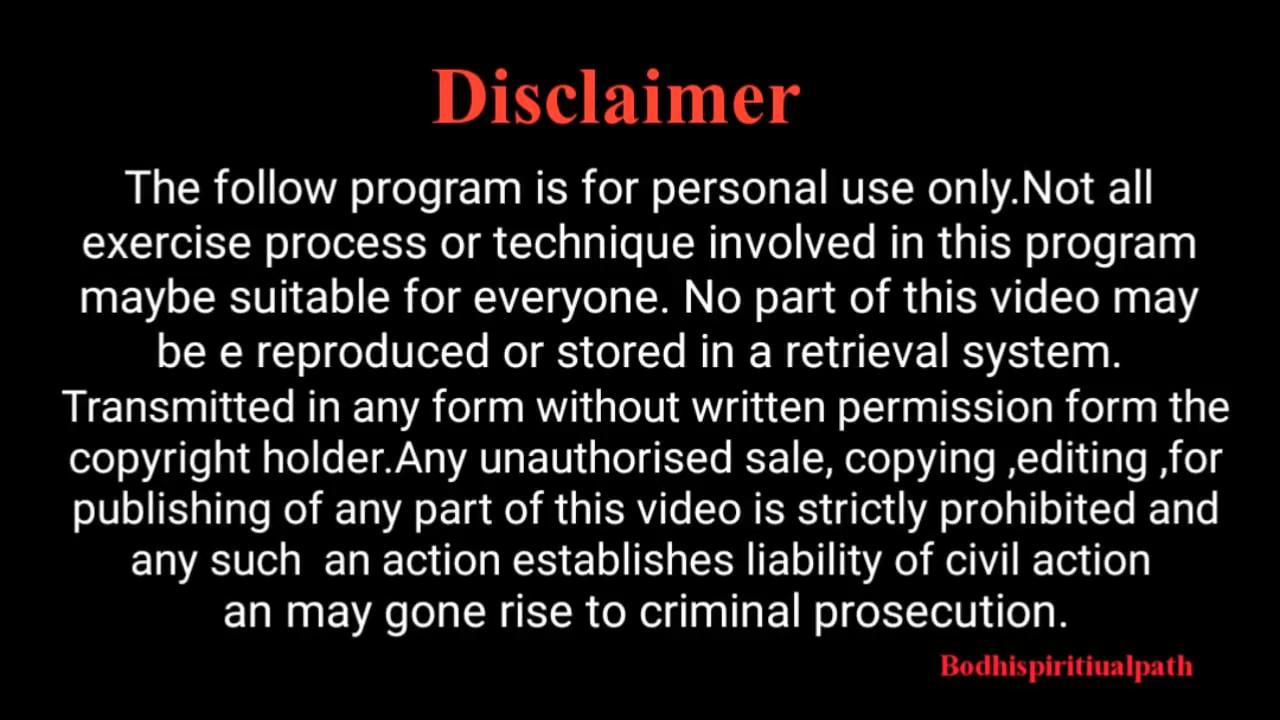 Disclaimer
The follow program is for personal use only.Not all
exercise process or technique involved in this program
maybe suitable for everyone. No part of this video may
be e reproduced or stored in a retrieval system.
Transmitted in any form without written permission form the
copyright holder.Any unauthorised sale, copying ,editing ,for
publishing of any part of this video is strictly prohibited and
any such  an action establishes liability of civil action
an may gone rise to criminal prosecution.
Bodhispiritiualpath